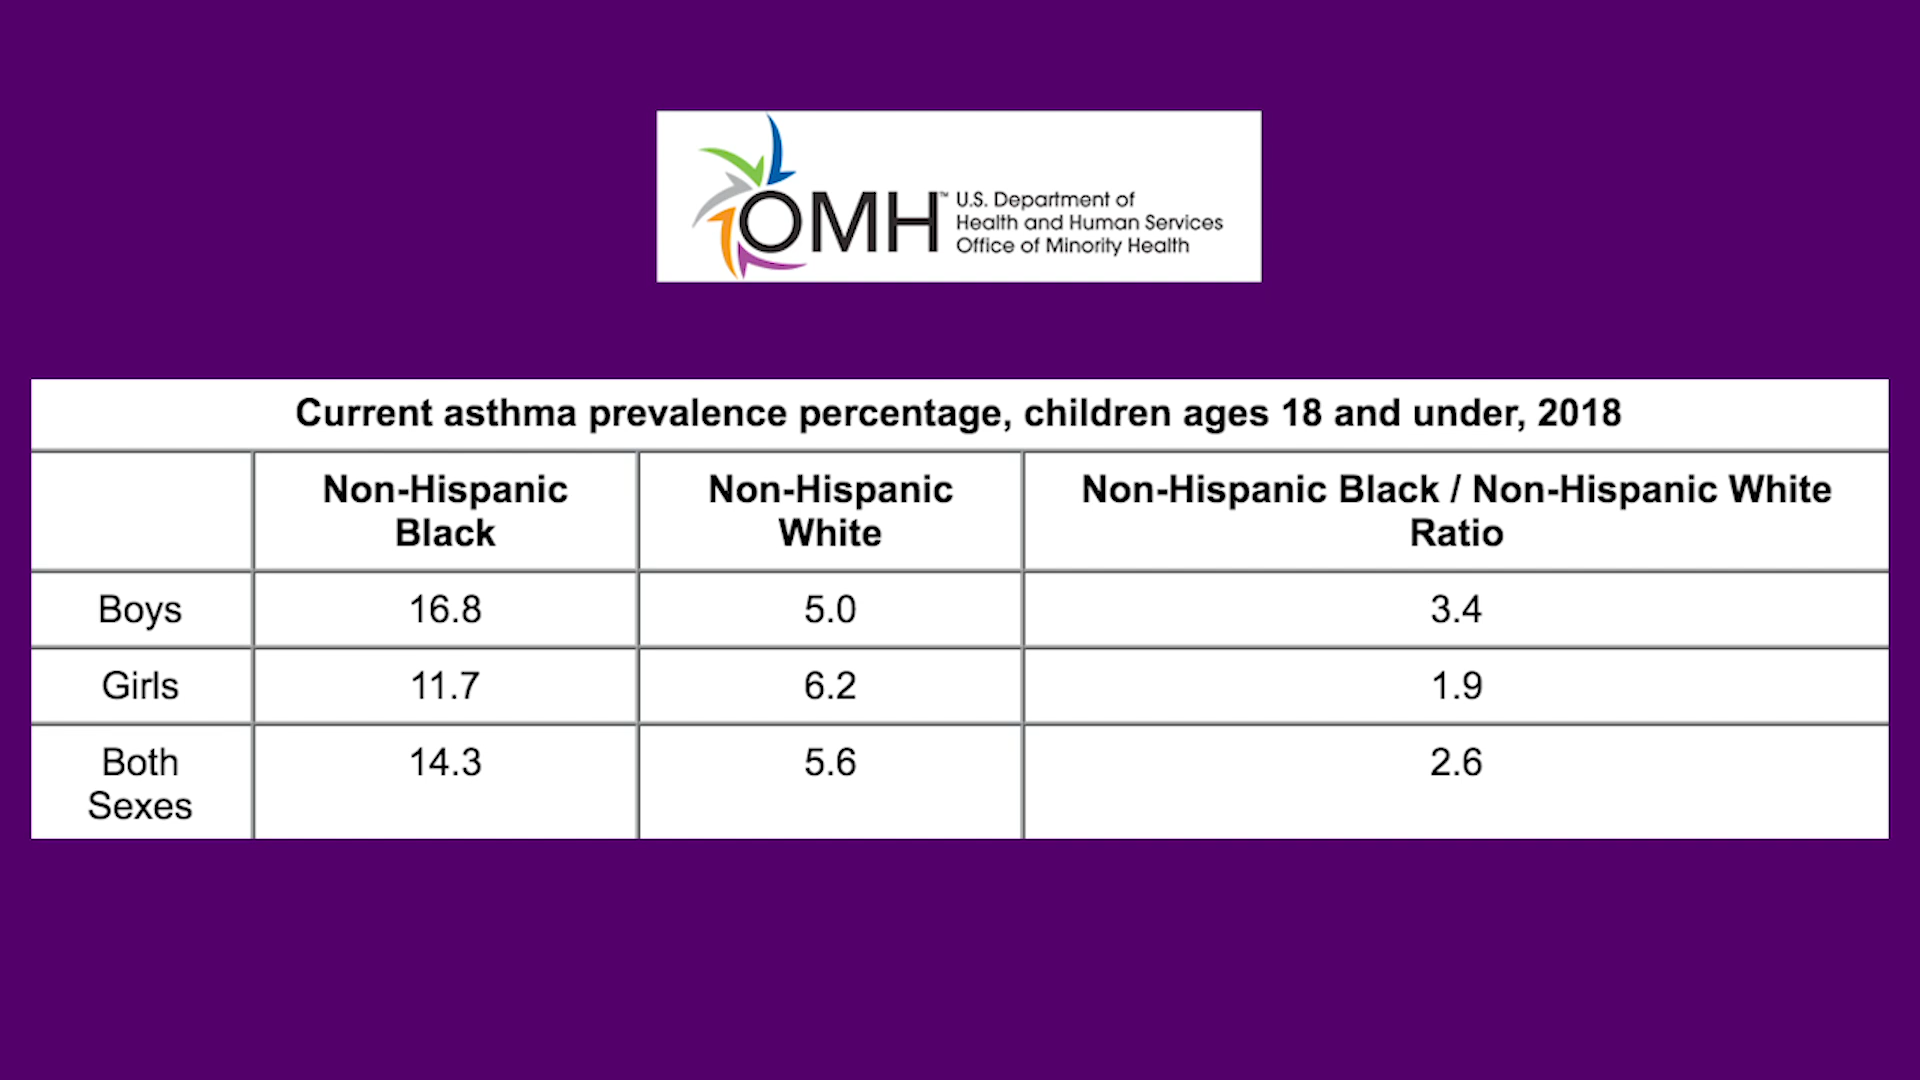 OMH™
U.S. Department of
Health and Human Services
Office of Minority Health
Current asthma prevalence percentage, children ages 18 and under, 2018
Non-Hispanic Black
Non-Hispanic White
Non-Hispanic Black / Non-Hispanic White Ratio
Boys 16.8 5.0 3.4
Girls 11.7 6.2 1.9
Both Sexes 14.3 5.6 2.6